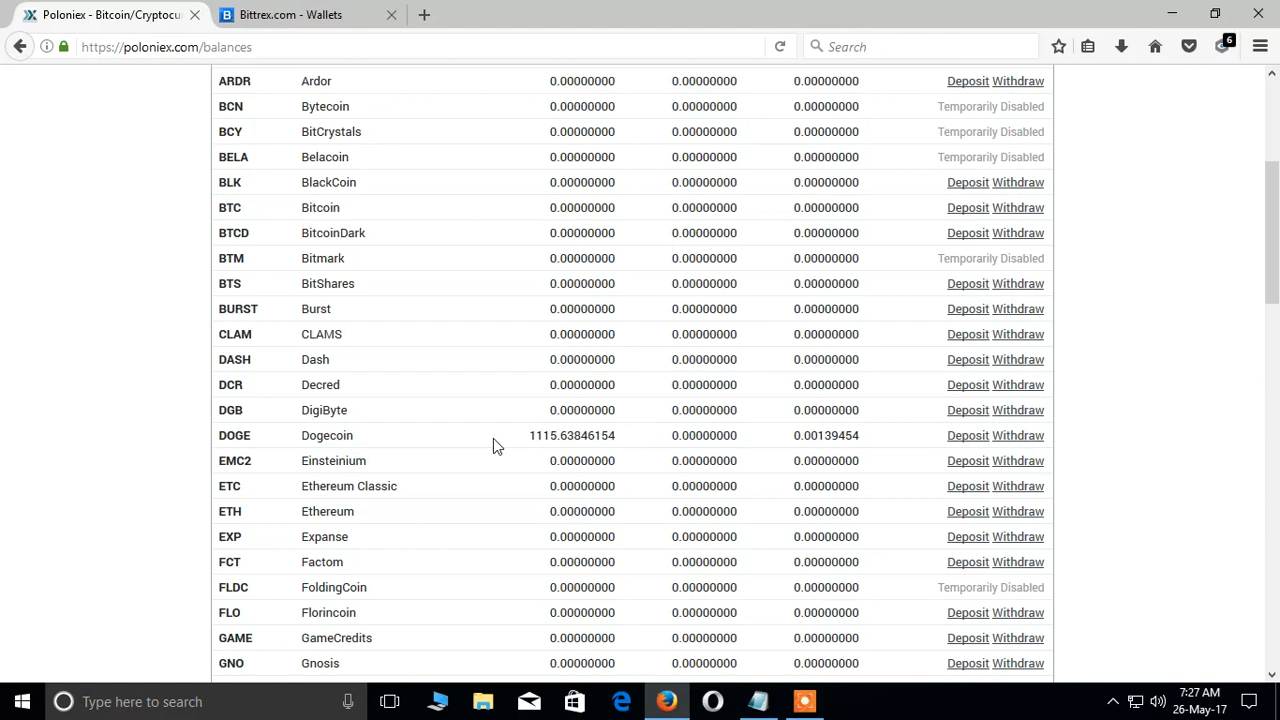 Poloniex - Bitcoin/Cryptocu
Bittrex.com - Wallets
https://poloniex.com/balances
Search
6
ARDR Ardor 0.00000000 0.00000000 0.00000000 Deposit Withdraw
BCN Bytecoin 0.00000000 0.00000000 0.00000000 Temporarily Disabled
BCY BitCrystals 0.00000000 0.00000000 0.00000000 Temporarily Disabled
BELA Belacoin 0.00000000 0.00000000 0.00000000 Temporarily Disabled
BLK BlackCoin 0.00000000 0.00000000 0.00000000 Deposit Withdraw
BTC Bitcoin 0.00000000 0.00000000 0.00000000 Deposit Withdraw
BTCD BitcoinDark 0.00000000 0.00000000 0.00000000 Deposit Withdraw
BTM Bitmark 0.00000000 0.00000000 0.00000000 Temporarily Disabled
BTS BitShares 0.00000000 0.00000000 0.00000000 Deposit Withdraw
BURST Burst 0.00000000 0.00000000 0.00000000 Deposit Withdraw
CLAM CLAMS 0.00000000 0.00000000 0.00000000 Deposit Withdraw
DASH Dash 0.00000000 0.00000000 0.00000000 Deposit Withdraw
DCR Decred 0.00000000 0.00000000 0.00000000 Deposit Withdraw
DGB DigiByte 0.00000000 0.00000000 0.00000000 Deposit Withdraw
DOGE Dogecoin 1115.63846154 0.00000000 0.00139454 Deposit Withdraw
EMC2 Einsteinium 0.00000000 0.00000000 0.00000000 Deposit Withdraw
ETC Ethereum Classic 0.00000000 0.00000000 0.00000000 Deposit Withdraw
ETH Ethereum 0.00000000 0.00000000 0.00000000 Deposit Withdraw
EXP Expanse 0.00000000 0.00000000 0.00000000 Deposit Withdraw
FCT Factom 0.00000000 0.00000000 0.00000000 Deposit Withdraw
FLDC FoldingCoin 0.00000000 0.00000000 0.00000000 Temporarily Disabled
FLO Florincoin 0.00000000 0.00000000 0.00000000 Deposit Withdraw
GAME GameCredits 0.00000000 0.00000000 0.00000000 Deposit Withdraw
GNO Gnosis 0.00000000 0.00000000 0.00000000 Deposit Withdraw
Type here to search
7:27 AM
26-May-17